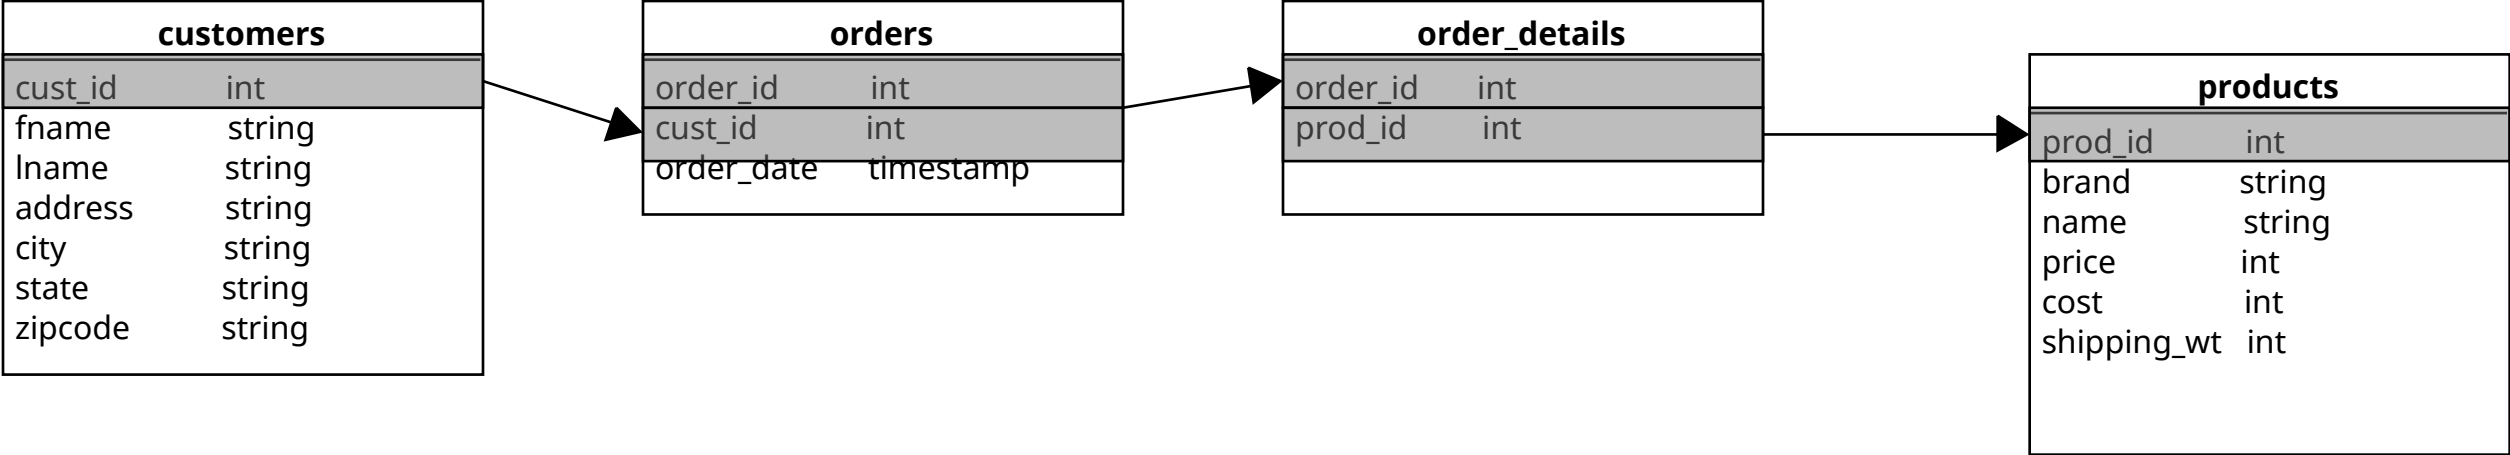 customers
cust_id int
fname string
lname string
address string
city string
state string
zipcode string
orders
order_id int
cust_id int
order_date timestamp
order_details
order_id int
prod_id int
products
prod_id int
brand string
name string
price int
cost int
shipping_wt int